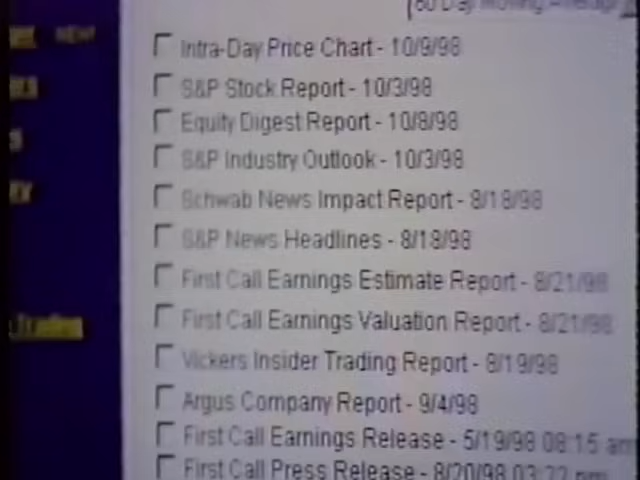 NEW!
Intra-Day Price Chart - 10/9/98
S&P Stock Report - 10/3/98
Equity Digest Report - 10/8/98
S&P Industry Outlook - 10/3/98
Schwab News Impact Report - 8/18/98
S&P News Headlines - 8/18/98
First Call Earnings Estimate Report - 8/21/98
First Call Earnings Valuation Report - 8/21/98
Vickers Insider Trading Report - 8/19/98
Argus Company Report - 9/4/98
First Call Earnings Release - 5/19/98 08:15 am
First Call Press Release - 8/20/98 03:22 pm